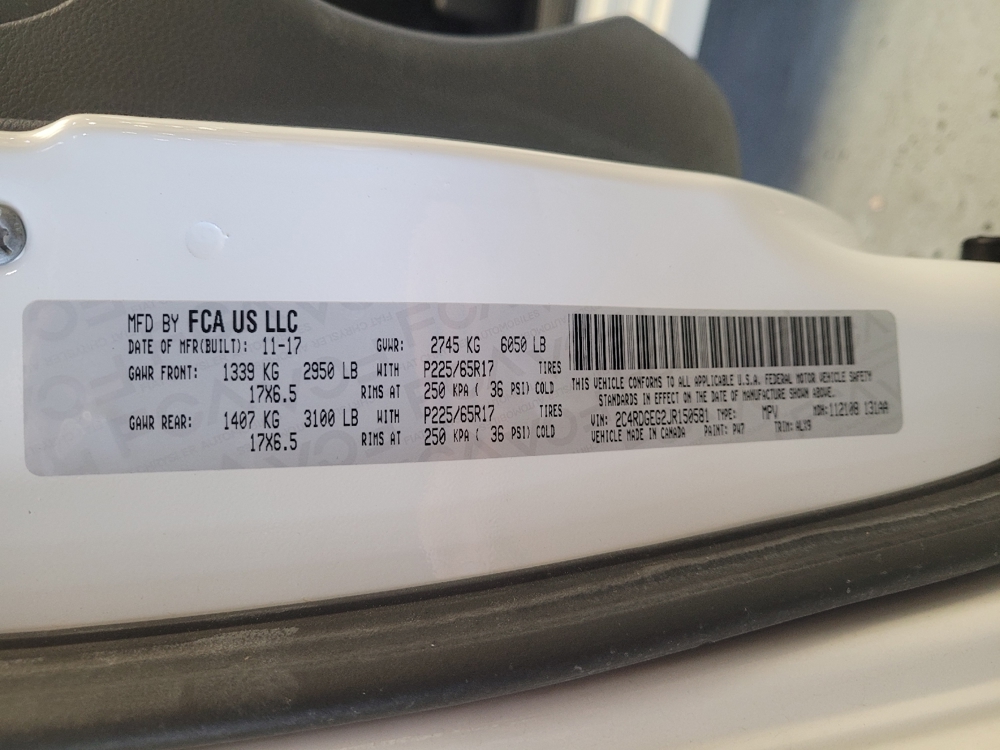 MFD BY FCA US LLC
DATE OF MFR(BUILT): 11-17 GVWR: 2745 KG 6050 LB
GAWR FRONT: 1339 KG 2950 LB WITH P225/65R17 TIRES
17X6.5 RIMS AT 250 KPA ( 36 PSI) COLD
GAWR REAR: 1407 KG 3100 LB WITH P225/65R17 TIRES
17X6.5 RIMS AT 250 KPA ( 36 PSI) COLD
THIS VEHICLE CONFORMS TO ALL APPLICABLE U.S.A. FEDERAL MOTOR VEHICLE SAFETY
STANDARDS IN EFFECT ON THE DATE OF MANUFACTURE SHOWN ABOVE.
VIN: 2C4RDGEG2JR150581 TYPE: MPV MDH: 112108 131AA
VEHICLE MADE IN CANADA PAINT: PW7 TRIM: ALX9